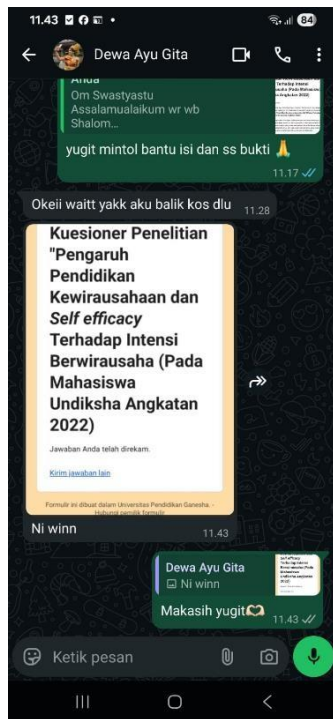 11.43
84
Dewa Ayu Gita
Anda
Om Swastyastu
Assalamualaikum wr wb
Shalom...
yugit mintol bantu isi dan ss bukti 🙏
11.17
Okeii waitt yakk aku balik kos dlu
11.28
Kuesioner Penelitian
"Pengaruh
Pendidikan
Kewirausahaan dan
Self efficacy
Terhadap Intensi
Berwirausaha (Pada
Mahasiswa
Undiksha Angkatan
2022)
Jawaban Anda telah direkam.
Kirim jawaban lain
Formulir ini dibuat dalam Universitas Pendidikan Ganesha. -
Hubungi pemilik formulir
Ni winn
11.43
Dewa Ayu Gita
Ni winn
Makasih yugit🫶
11.43
Ketik pesan